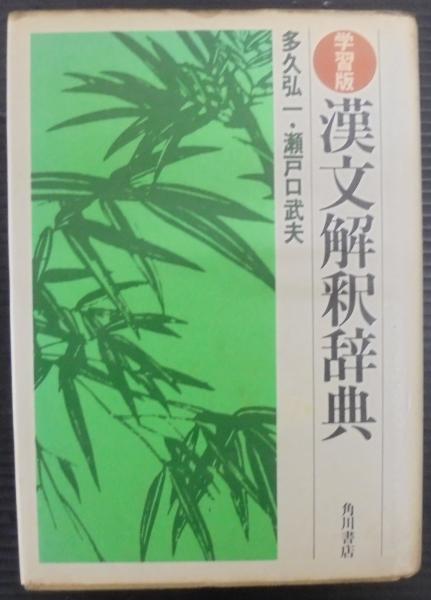 学習版
漢文解釈辞典
多久弘一・瀬戸口武夫
角川書店